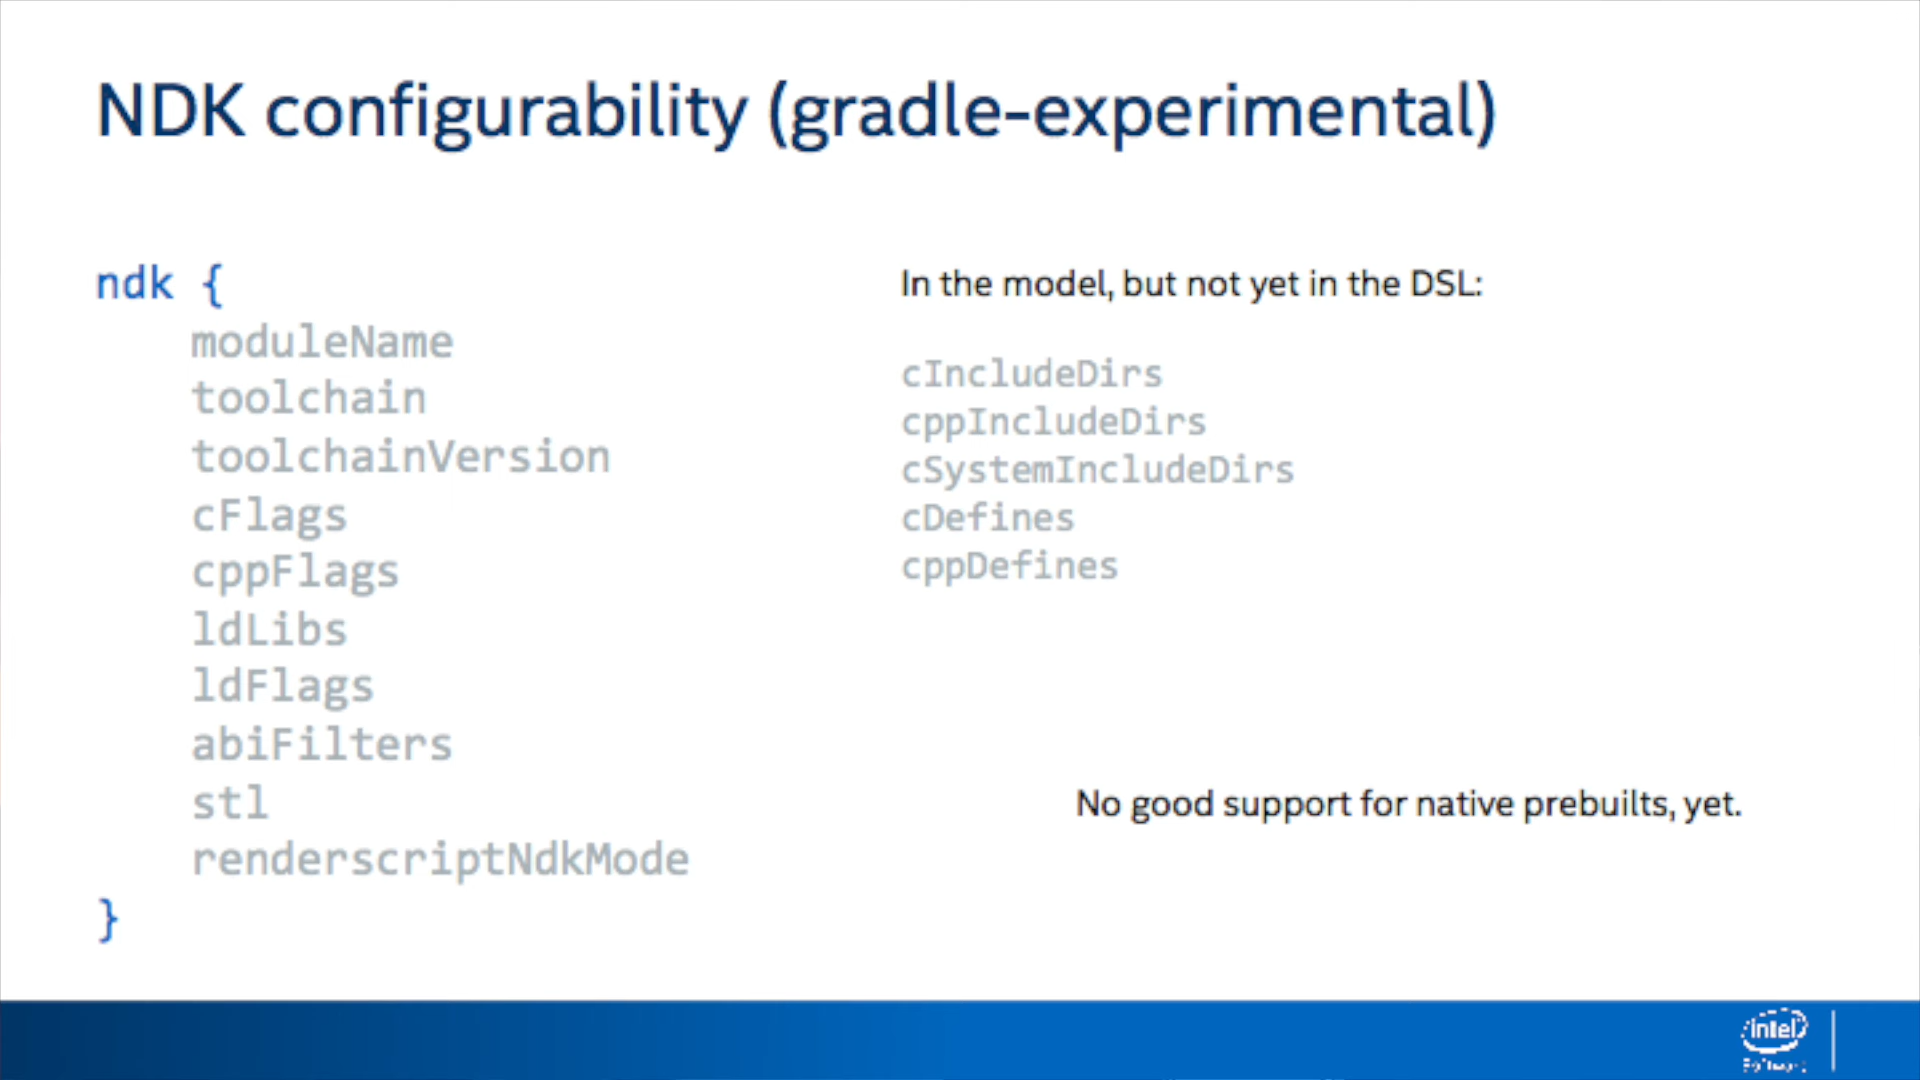 NDK configurability (gradle-experimental)
ndk {
moduleName
toolchain
toolchainVersion
cFlags
cppFlags
ldLibs
ldFlags
abiFilters
stl
renderscriptNdkMode
}
In the model, but not yet in the DSL:
cIncludeDirs
cppIncludeDirs
cSystemIncludeDirs
cDefines
cppDefines
No good support for native prebuilts, yet.
intel
Software